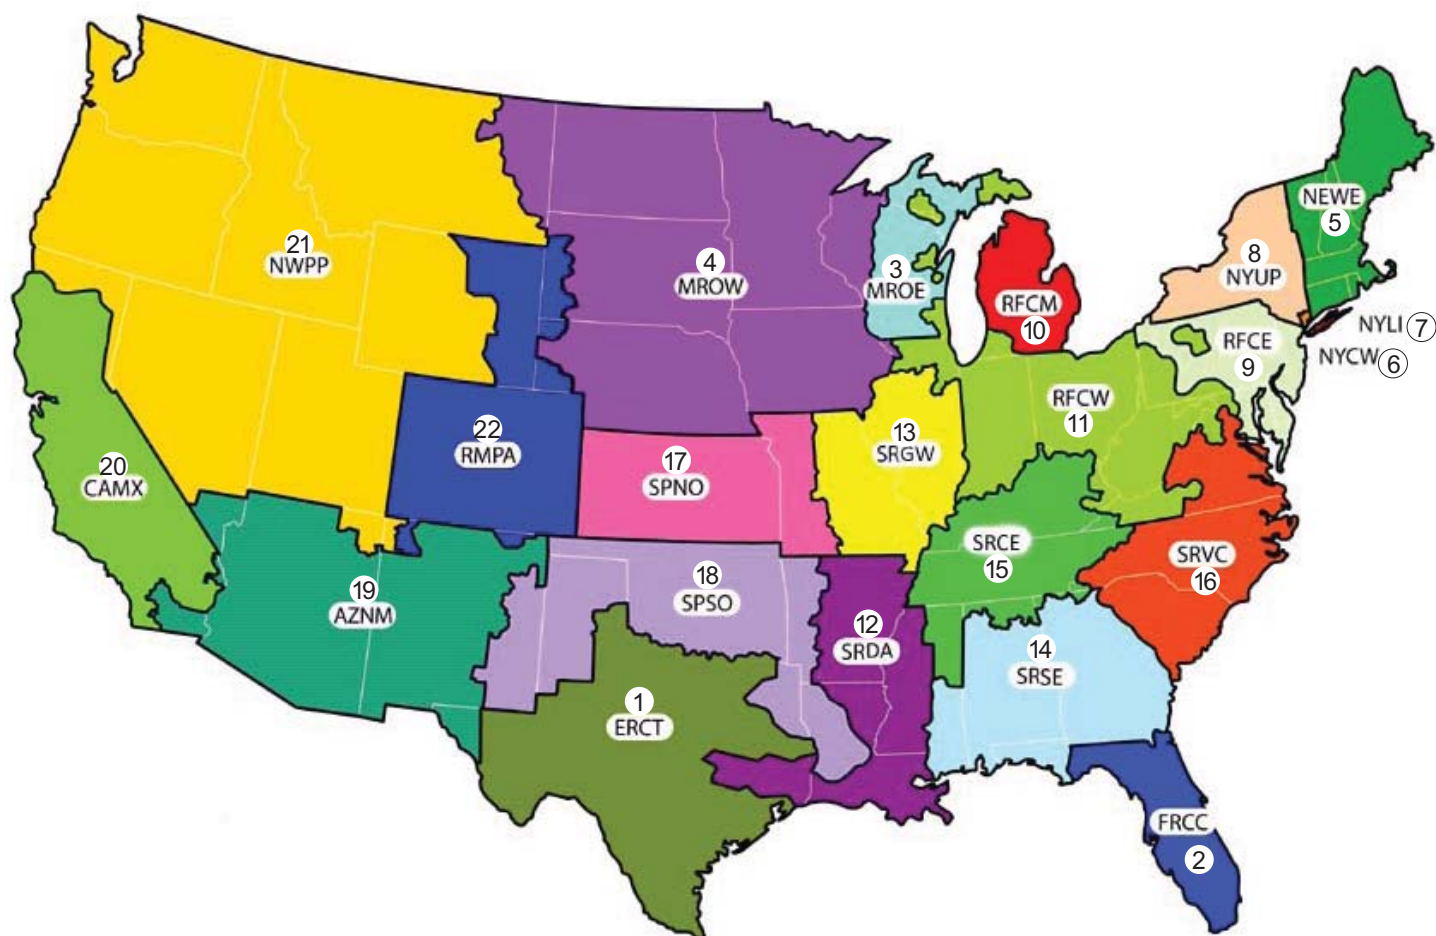 21
NWPP
4
MROW
3
MROE
RFCM
10
NEWE
5
8
NYUP
NYLI 7
NYCW 6
RFCE
9
RFCW
11
13
SRGW
22
RMPA
17
SPNO
20
CAMX
SRCE
15
SRVC
16
19
AZNM
18
SPSO
12
SRDA
14
SRSE
1
ERCT
FRCC
2